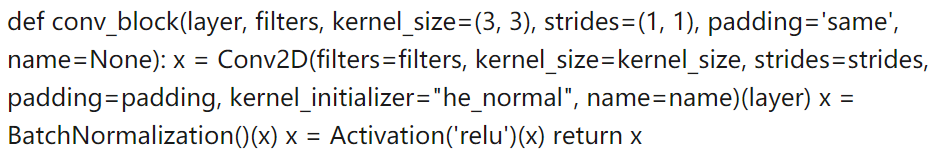 def conv_block(layer, filters, kernel_size=(3, 3), strides=(1, 1), padding='same',
name=None): x = Conv2D(filters=filters, kernel_size=kernel_size, strides=strides,
padding=padding, kernel_initializer="he_normal", name=name)(layer) x =
BatchNormalization()(x) x = Activation('relu')(x) return x